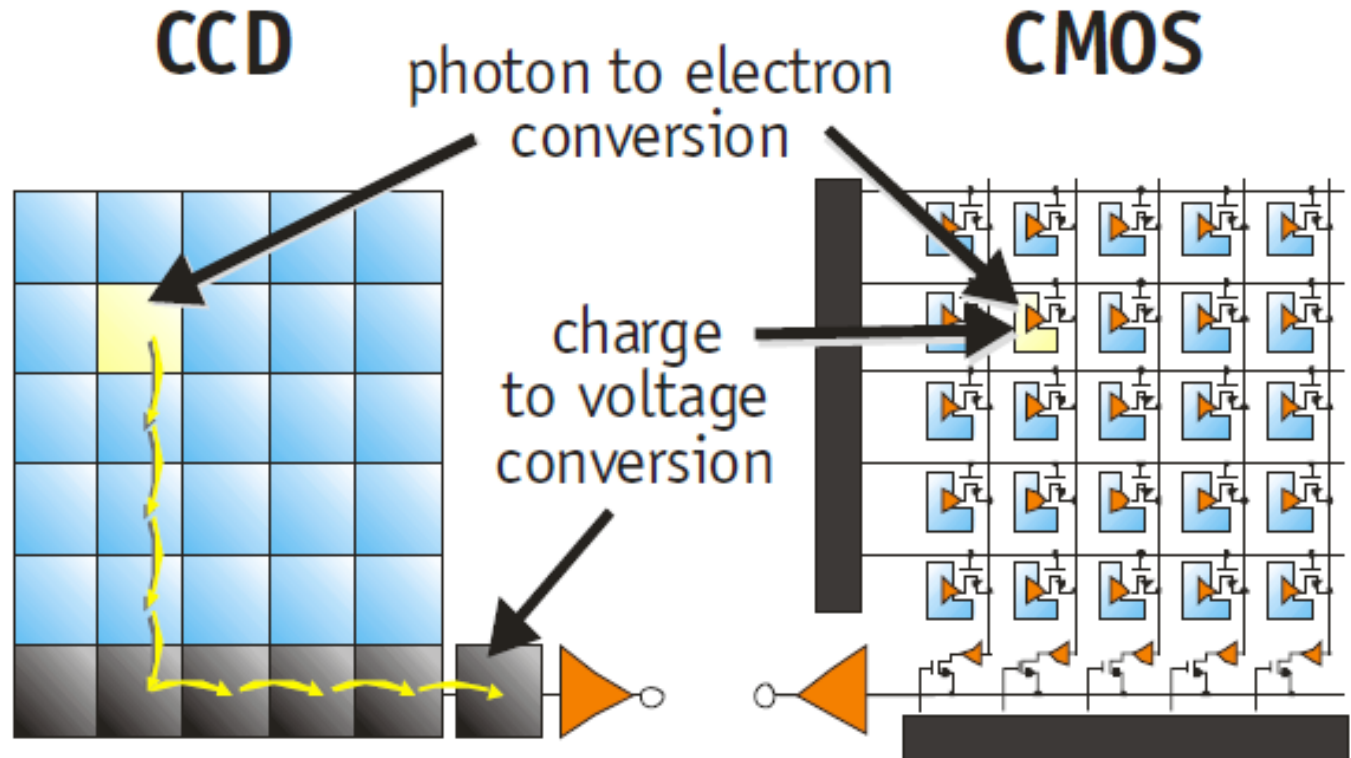 CCD
CMOS
photon to electron
conversion
charge
to voltage
conversion